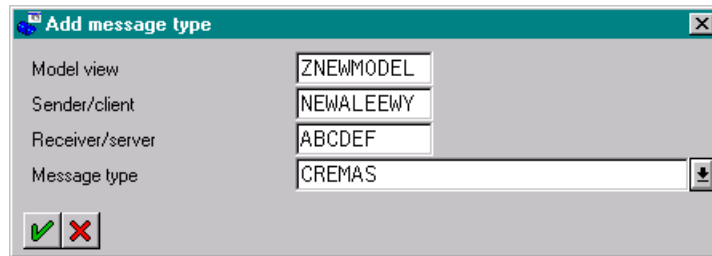 Add message type
Model view ZNEWMODEL
Sender/client NEWALEEWY
Receiver/server ABCDEF
Message type CREMAS